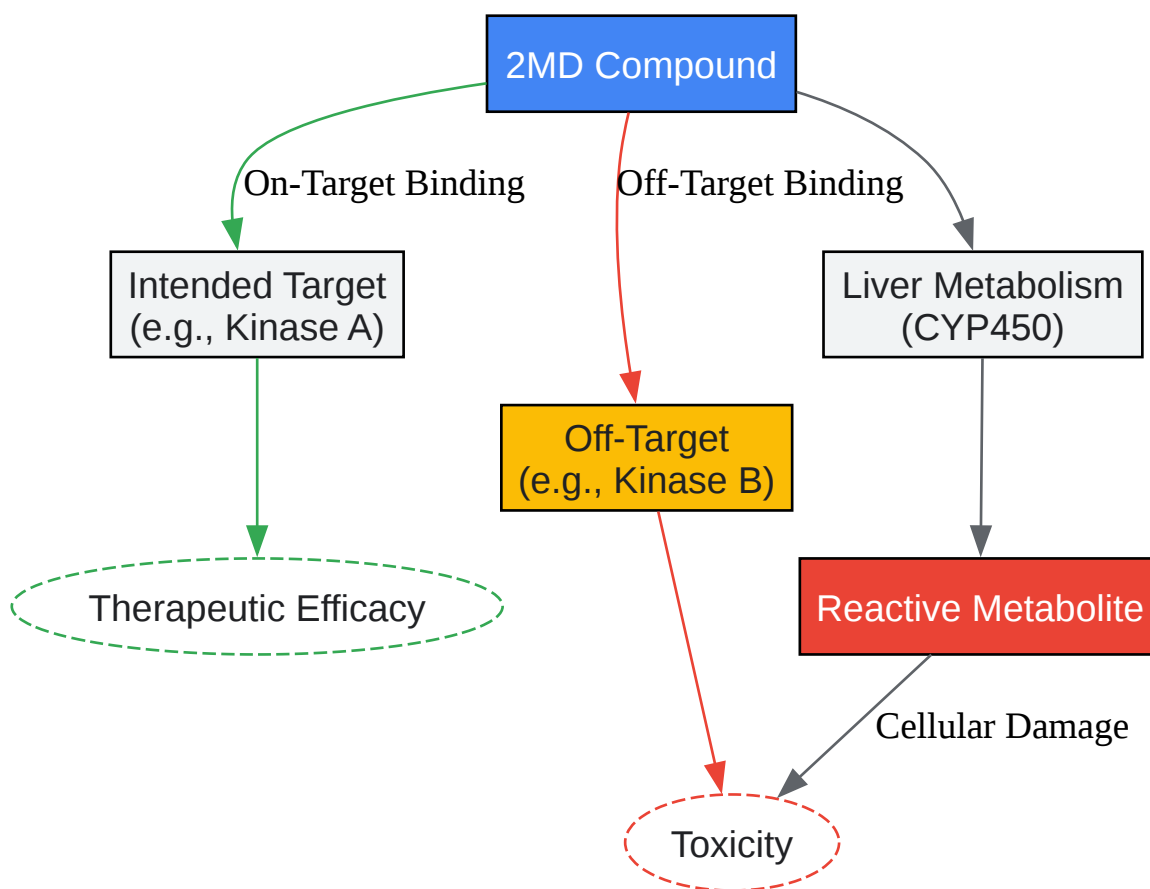 2MD Compound
On-Target Binding
Off-Target Binding
Intended Target
(e.g., Kinase A)
Liver Metabolism
(CYP450)
Off-Target
(e.g., Kinase B)
Therapeutic Efficacy
Reactive Metabolite
Cellular Damage
Toxicity